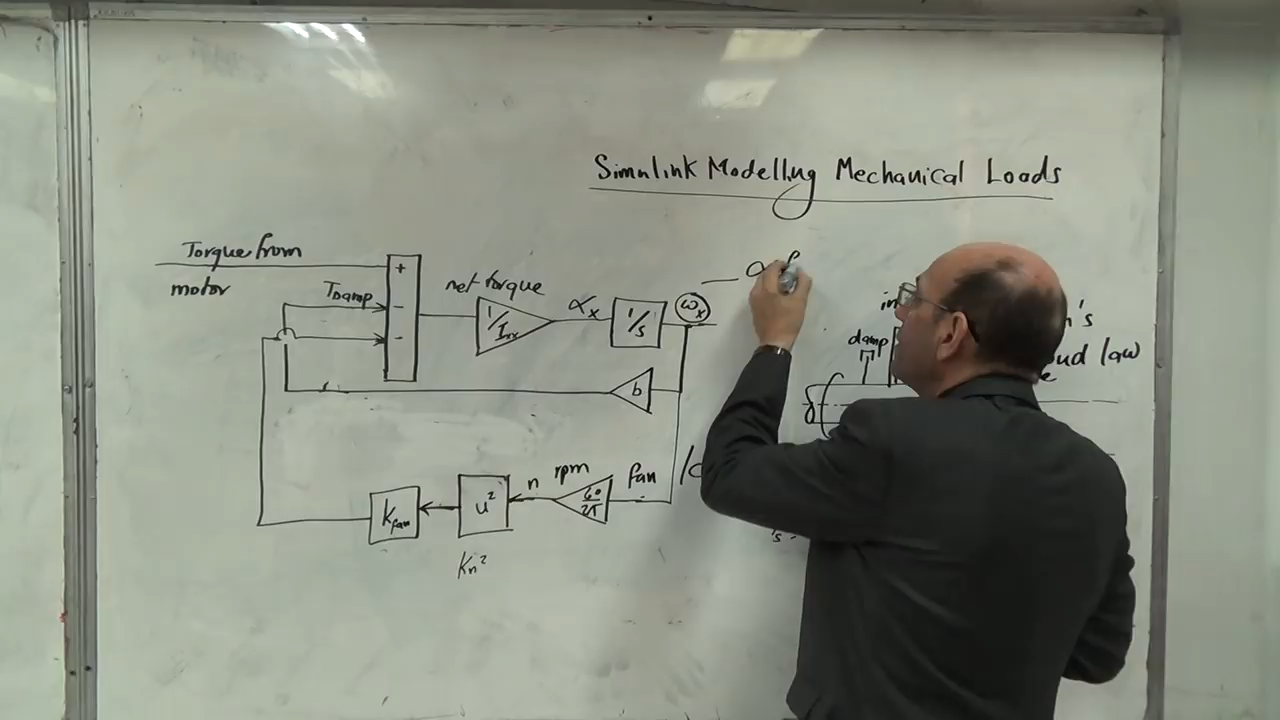 Simulink Modelling Mechanical Loads
Torque from
motor
+
TDamp
-
-
net torque
1/Ixx
αx
1/s
ωx
b
damp
's
law
n
rpm
fan
60/2π
u²
Kfan
Kn²